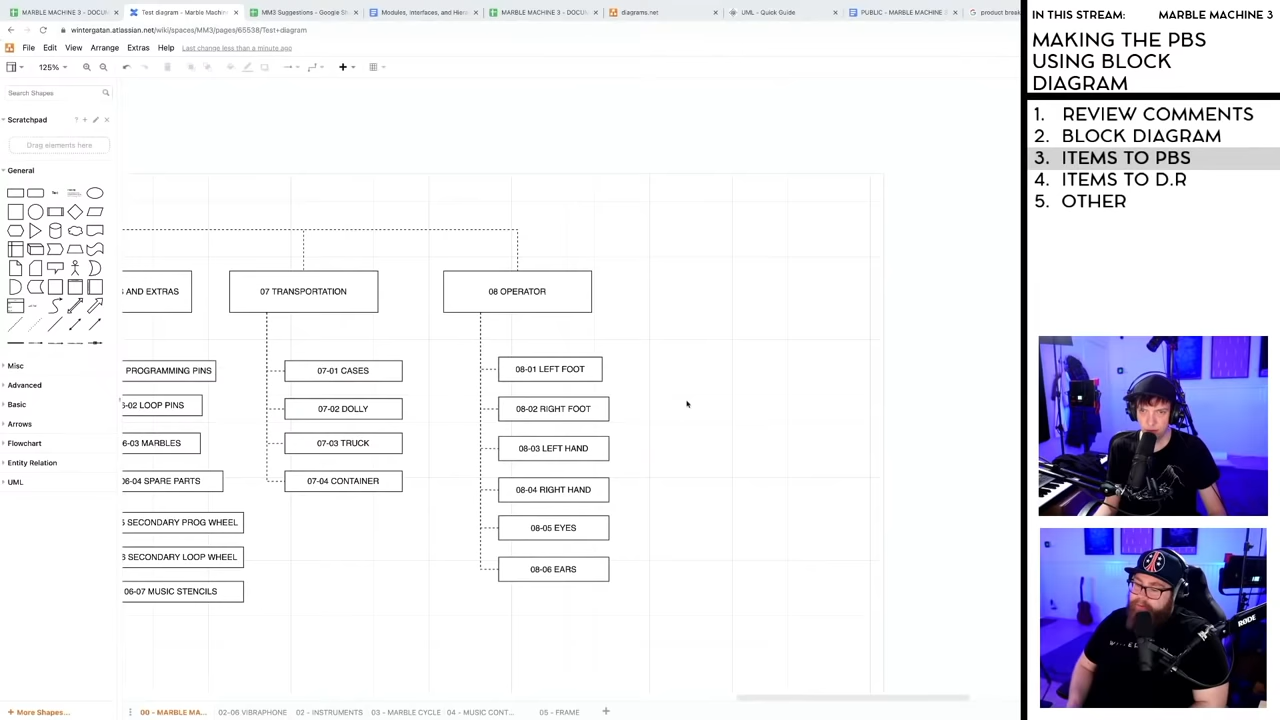 MARBLE MACHINE 3 - DOCU
Test diagram – Marble Machin
MM3 Suggestions - Google Sh
Modules, Interfaces, and Hier
MARBLE MACHINE 3 - DOCU
diagrams.net
UML - Quick Guide
PUBLIC - MARBLE MACHINE
product break
wintergatan.atlassian.net/wiki/spaces/MM3/pages/65538/Test+diagram
File Edit View Arrange Extras Help Last change less than a minute ago
125%
Search Shapes
Scratchpad
Drag elements here
General
Misc
Advanced
Basic
Arrows
Flowchart
Entity Relation
UML
+ More Shapes...
AND EXTRAS
07 TRANSPORTATION
08 OPERATOR
PROGRAMMING PINS
07-01 CASES
08-01 LEFT FOOT
6-02 LOOP PINS
07-02 DOLLY
08-02 RIGHT FOOT
6-03 MARBLES
07-03 TRUCK
08-03 LEFT HAND
06-04 SPARE PARTS
07-04 CONTAINER
08-04 RIGHT HAND
5 SECONDARY PROG WHEEL
08-05 EYES
6 SECONDARY LOOP WHEEL
08-06 EARS
06-07 MUSIC STENCILS
00 - MARBLE MA...
02-06 VIBRAPHONE
02 - INSTRUMENTS
03 - MARBLE CYCLE
04 - MUSIC CONT...
05 - FRAME
IN THIS STREAM: MARBLE MACHINE 3
MAKING THE PBS
USING BLOCK
DIAGRAM
1. REVIEW COMMENTS
2. BLOCK DIAGRAM
3. ITEMS TO PBS
4. ITEMS TO D.R
5. OTHER
RØDE